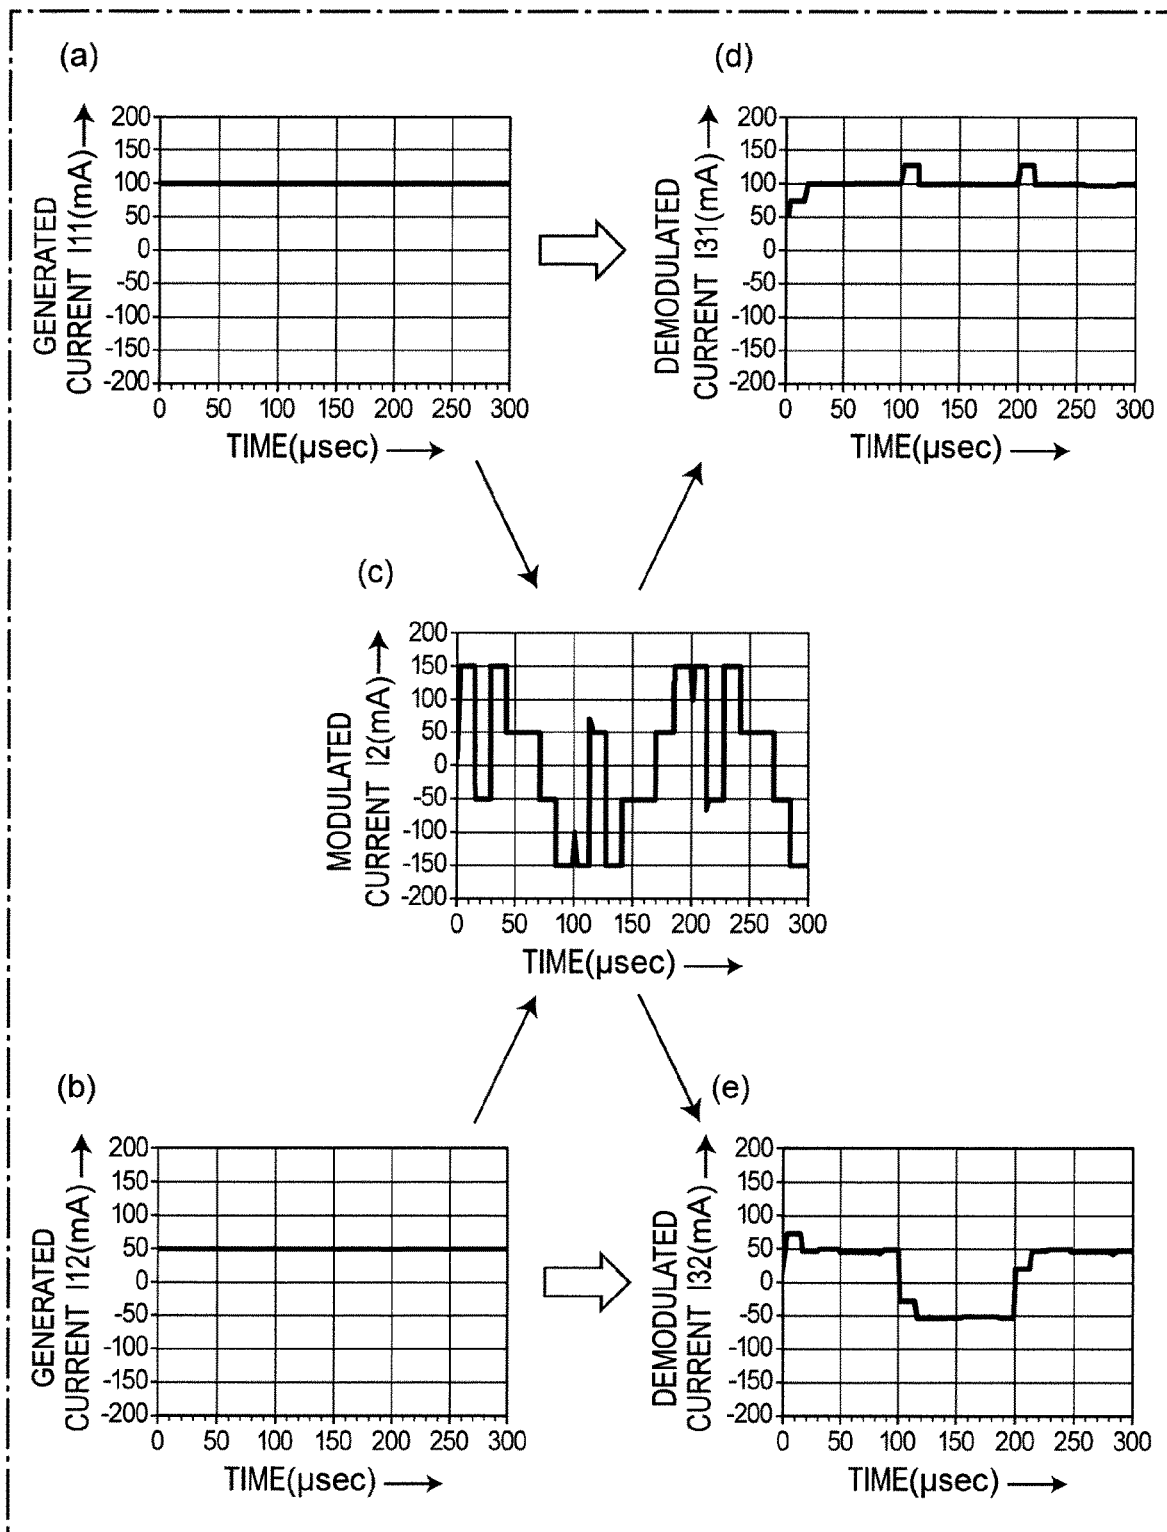 (a)
GENERATED
CURRENT I11(mA)
200
150
100
50
0
-50
-100
-150
-200
0 50 100 150 200 250 300
TIME(µsec)
(d)
DEMODULATED
CURRENT I31(mA)
200
150
100
50
0
-50
-100
-150
-200
0 50 100 150 200 250 300
TIME(µsec)
(c)
MODULATED
CURRENT I2(mA)
200
150
100
50
0
-50
-100
-150
-200
0 50 100 150 200 250 300
TIME(µsec)
(b)
GENERATED
CURRENT I12(mA)
200
150
100
50
0
-50
-100
-150
-200
0 50 100 150 200 250 300
TIME(µsec)
(e)
DEMODULATED
CURRENT I32(mA)
200
150
100
50
0
-50
-100
-150
-200
0 50 100 150 200 250 300
TIME(µsec)